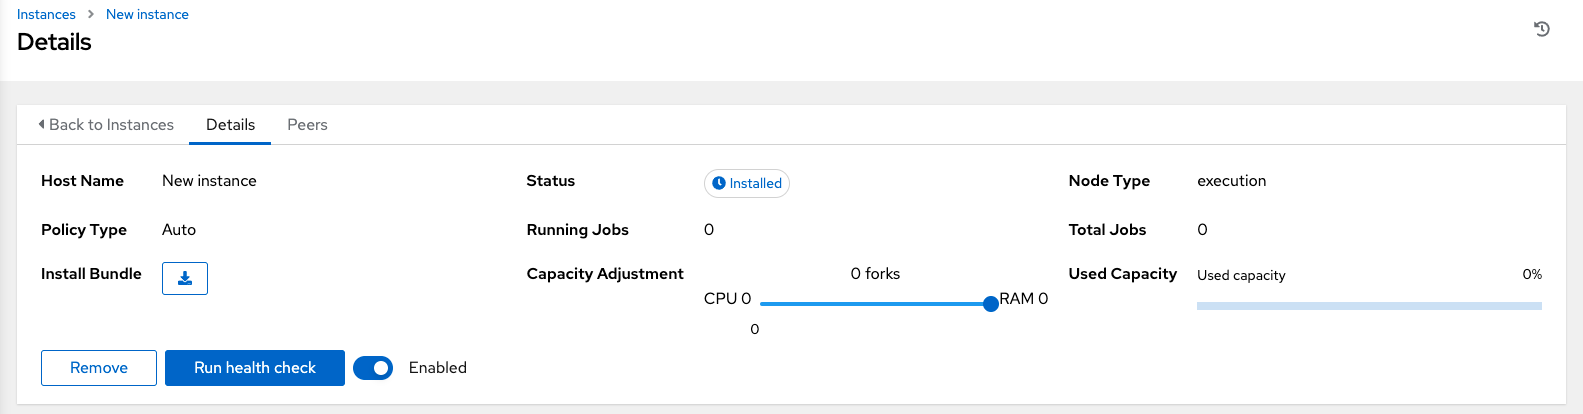 Instances > New instance
Details
Back to Instances Details Peers
Host Name New instance Status Installed Node Type execution
Policy Type Auto Running Jobs 0 Total Jobs 0
Install Bundle Capacity Adjustment 0 forks Used Capacity Used capacity 0%
CPU 0 RAM 0
0
Remove Run health check Enabled